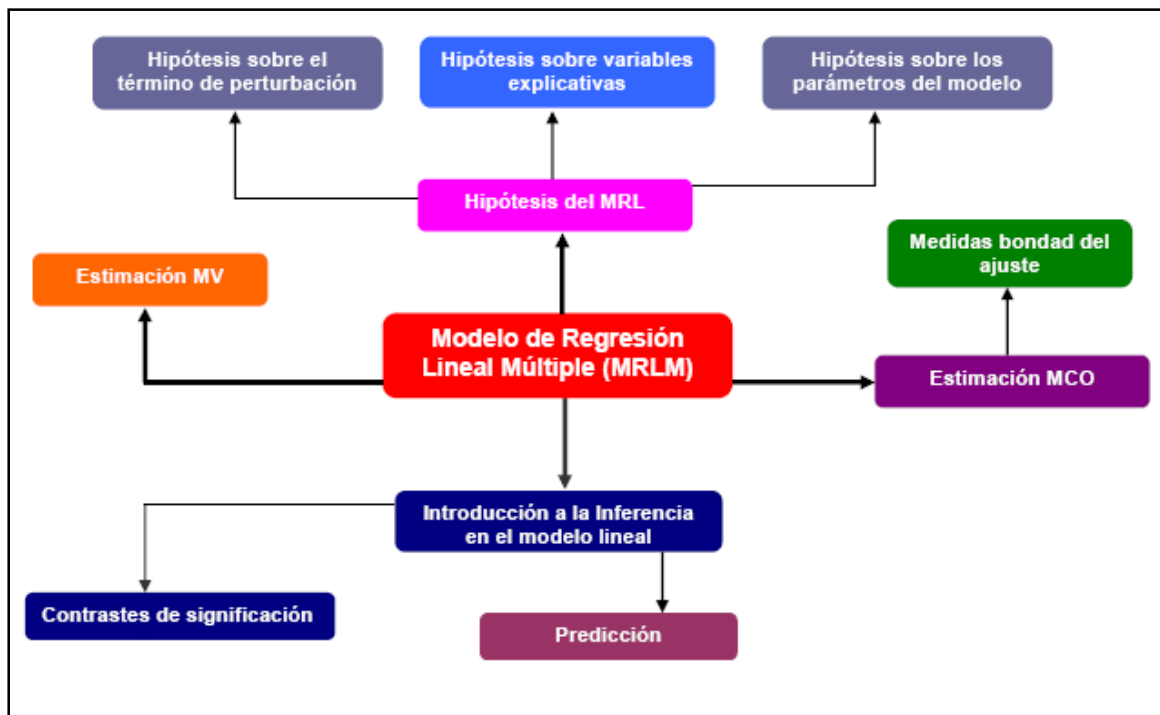 Hipótesis sobre el
término de perturbación
Hipótesis sobre variables
explicativas
Hipótesis sobre los
parámetros del modelo
Hipótesis del MRL
Medidas bondad del
ajuste
Estimación MV
Modelo de Regresión
Lineal Múltiple (MRLM)
Estimación MCO
Introducción a la Inferencia
en el modelo lineal
Contrastes de significación
Predicción